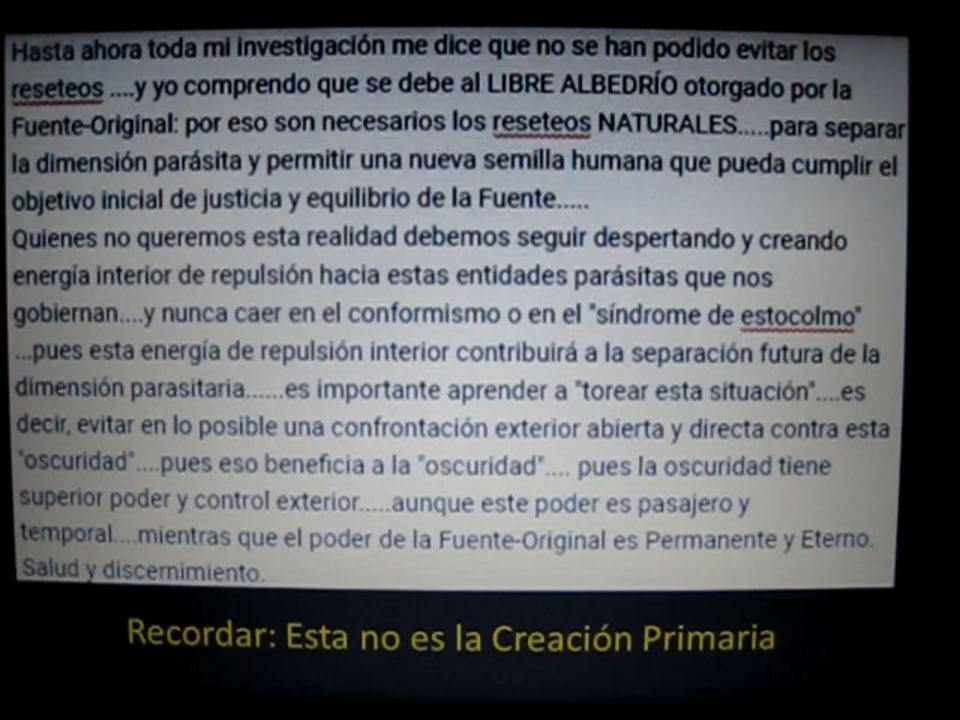 Hasta ahora toda mi investigación me dice que no se han podido evitar los
reseteos ....y yo comprendo que se debe al LIBRE ALBEDRÍO otorgado por la
Fuente-Original: por eso son necesarios los reseteos NATURALES.....para separar
la dimensión parásita y permitir una nueva semilla humana que pueda cumplir el
objetivo inicial de justicia y equilibrio de la Fuente.....
Quienes no queremos esta realidad debemos seguir despertando y creando
energía interior de repulsión hacia estas entidades parásitas que nos
gobiernan....y nunca caer en el conformismo o en el "síndrome de estocolmo"
...pues esta energía de repulsión interior contribuirá a la separación futura de la
dimensión parasitaria......es importante aprender a "torear esta situación"....es
decir, evitar en lo posible una confrontación exterior abierta y directa contra esta
"oscuridad"....pues eso beneficia a la "oscuridad".... pues la oscuridad tiene
superior poder y control exterior.....aunque este poder es pasajero y
temporal....mientras que el poder de la Fuente-Original es Permanente y Eterno.
Salud y discernimiento.
Recordar: Esta no es la Creación Primaria